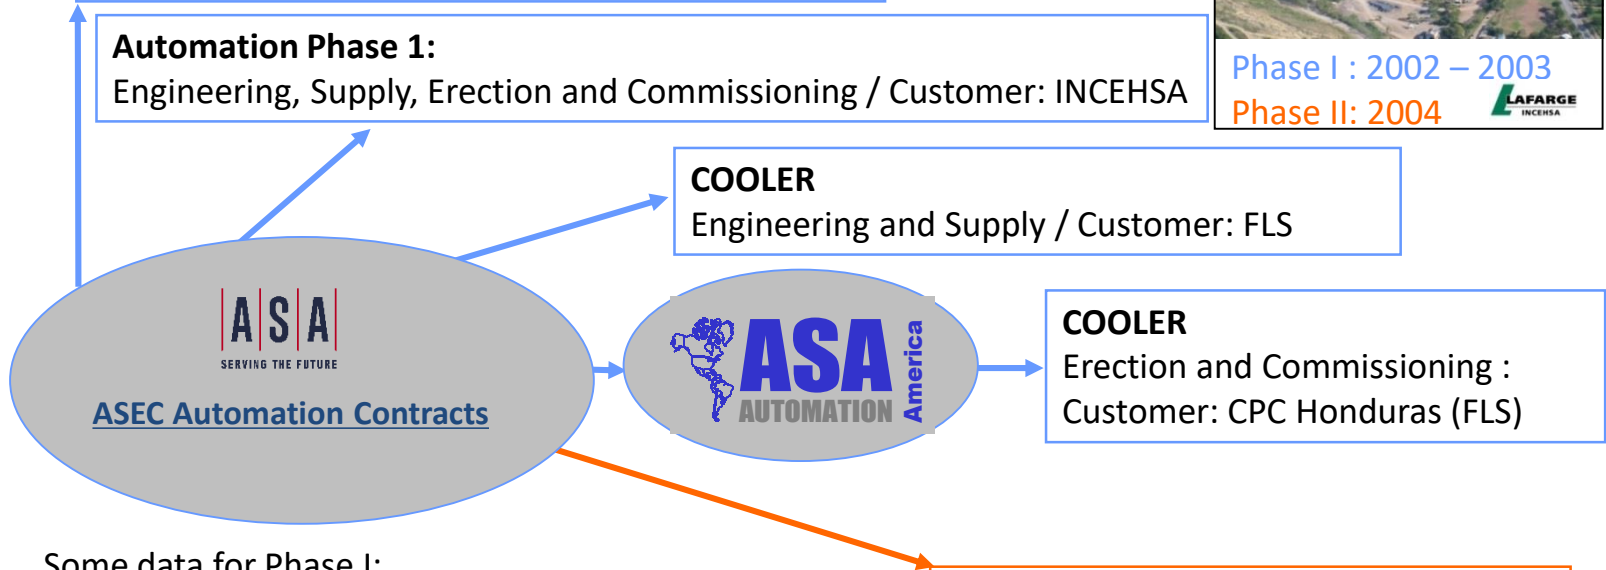 Automation Phase 1:
Engineering, Supply, Erection and Commissioning / Customer: INCEHSA
Phase I : 2002 – 2003
Phase II: 2004
LAFARGE
INCEHSA
COOLER
Engineering and Supply / Customer: FLS
A|S|A
SERVING THE FUTURE
ASEC Automation Contracts
ASA
AUTOMATION
America
COOLER
Erection and Commissioning :
Customer: CPC Honduras (FLS)
Some data for Phase I: